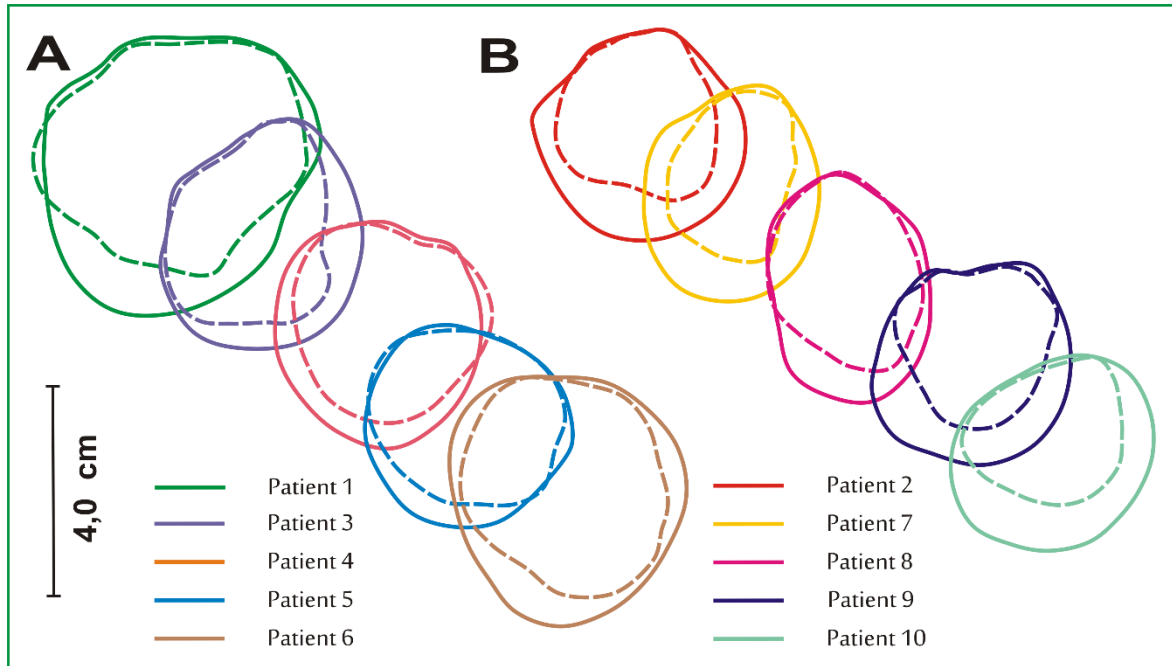 A
B
4,0 cm
Patient 1
Patient 3
Patient 4
Patient 5
Patient 6
Patient 2
Patient 7
Patient 8
Patient 9
Patient 10